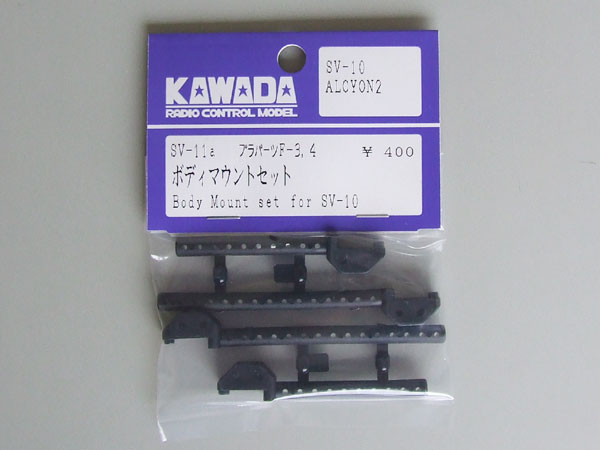 KAWADA
RADIO CONTROL MODEL
SV-10
ALCYON2
SV-11a プラパーツF-3,4 ¥ 400
ボディマウントセット
Body Mount set for SV-10